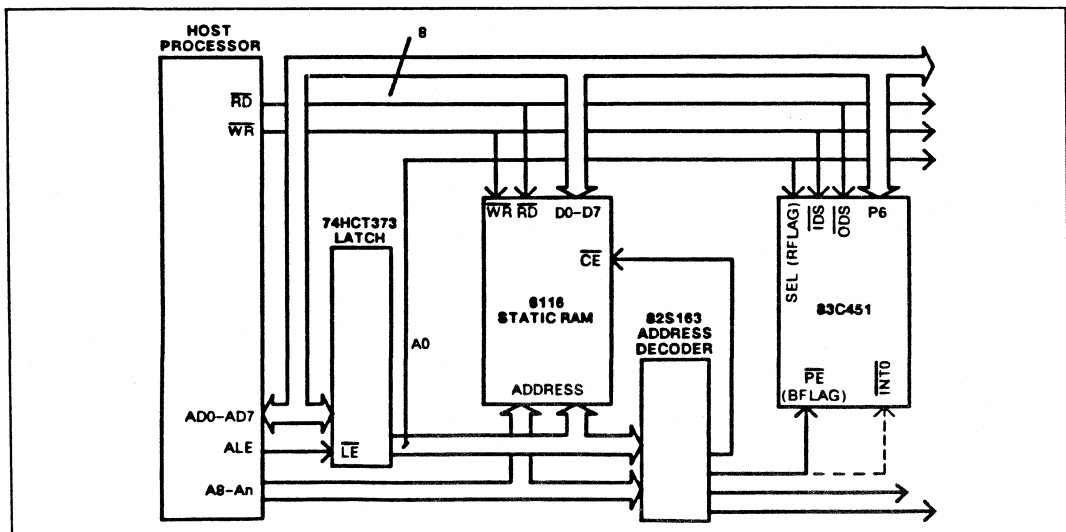 HOST
PROCESSOR
8
RD
WR
WR RD D0-D7
SEL (RFLAG)
IDS
ODS
P6
74HCT373
LATCH
CE
6116
STATIC RAM
82S163
ADDRESS
DECODER
83C451
A0
ADDRESS
PE
(BFLAG)
INT0
AD0-AD7
ALE
LE
A8-An